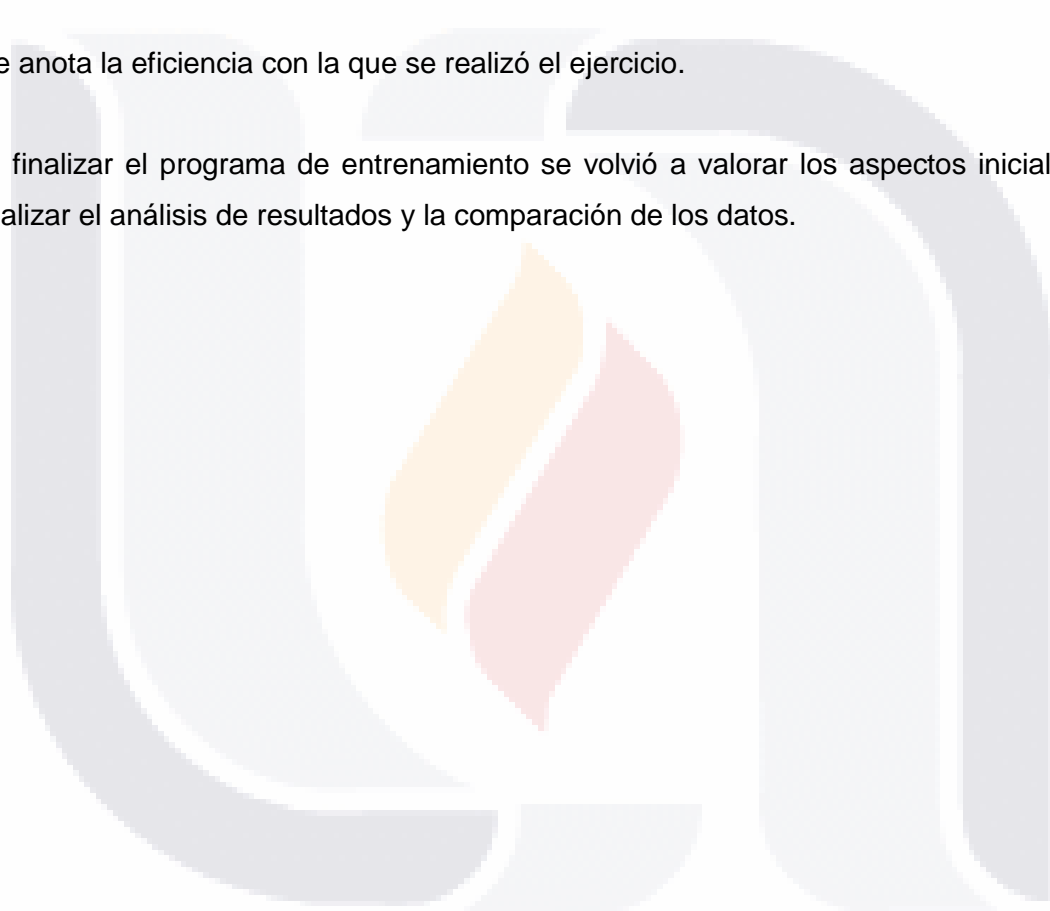 e anota la eficiencia con la que se realizó el ejercicio.
finalizar el programa de entrenamiento se volvió a valorar los aspectos inicial
alizar el análisis de resultados y la comparación de los datos.